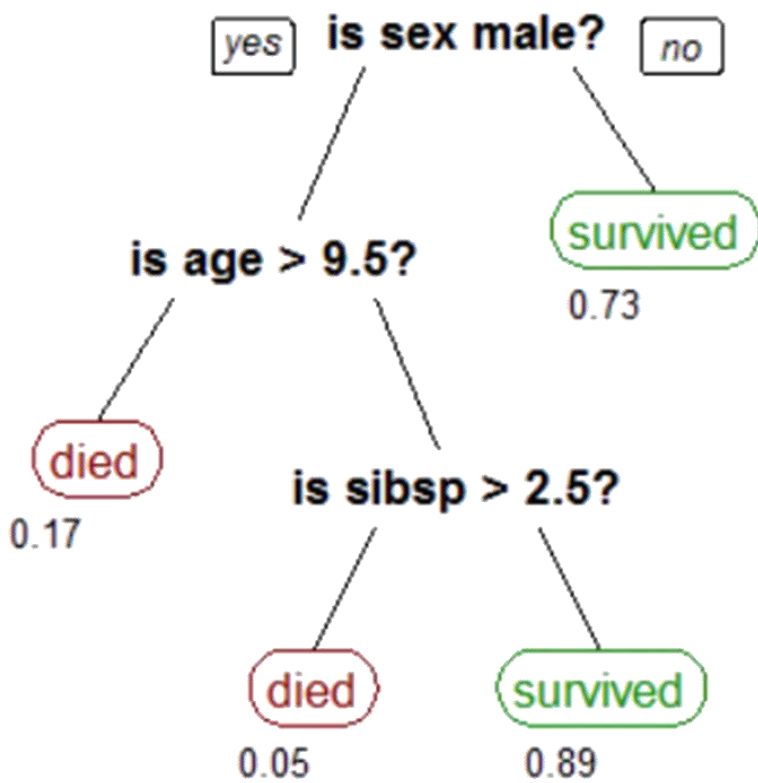 yes is sex male? no
survived
is age > 9.5?
0.73
died
is sibsp > 2.5?
0.17
died survived
0.05 0.89